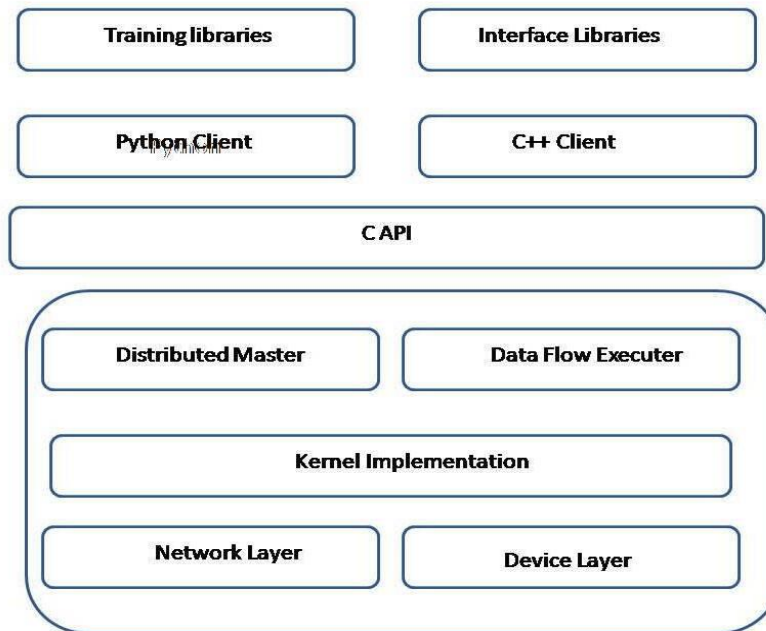 Training libraries
Interface Libraries
Python Client
C++ Client
C API
Distributed Master
Data Flow Executer
Kernel Implementation
Network Layer
Device Layer